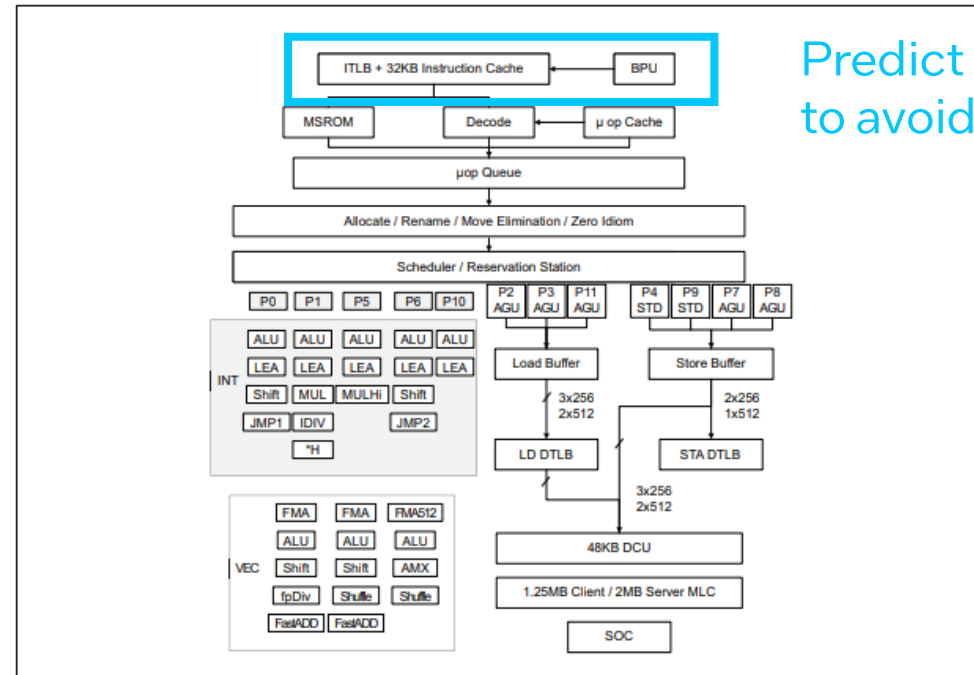 Predict
to avoid
ITLB + 32KB Instruction Cache
BPU
MSROM
Decode
μ op Cache
μop Queue
Allocate / Rename / Move Elimination / Zero Idiom
Scheduler / Reservation Station
P0 P1 P5 P6 P10
P2 AGU
P3 AGU
P11 AGU
P4 STD
P9 STD
P7 AGU
P8 AGU
INT
ALU ALU ALU ALU ALU
LEA LEA LEA LEA LEA
Shift MUL MULHi Shift
JMP1 IDIV JMP2
*H
Load Buffer
Store Buffer
3x256
2x512
2x256
1x512
LD DTLB
STA DTLB
3x256
2x512
VEC
FMA FMA FMA512
ALU ALU ALU
Shift Shift AMX
fpDiv Shuffle Shuffle
FastADD FastADD
48KB DCU
1.25MB Client / 2MB Server MLC
SOC